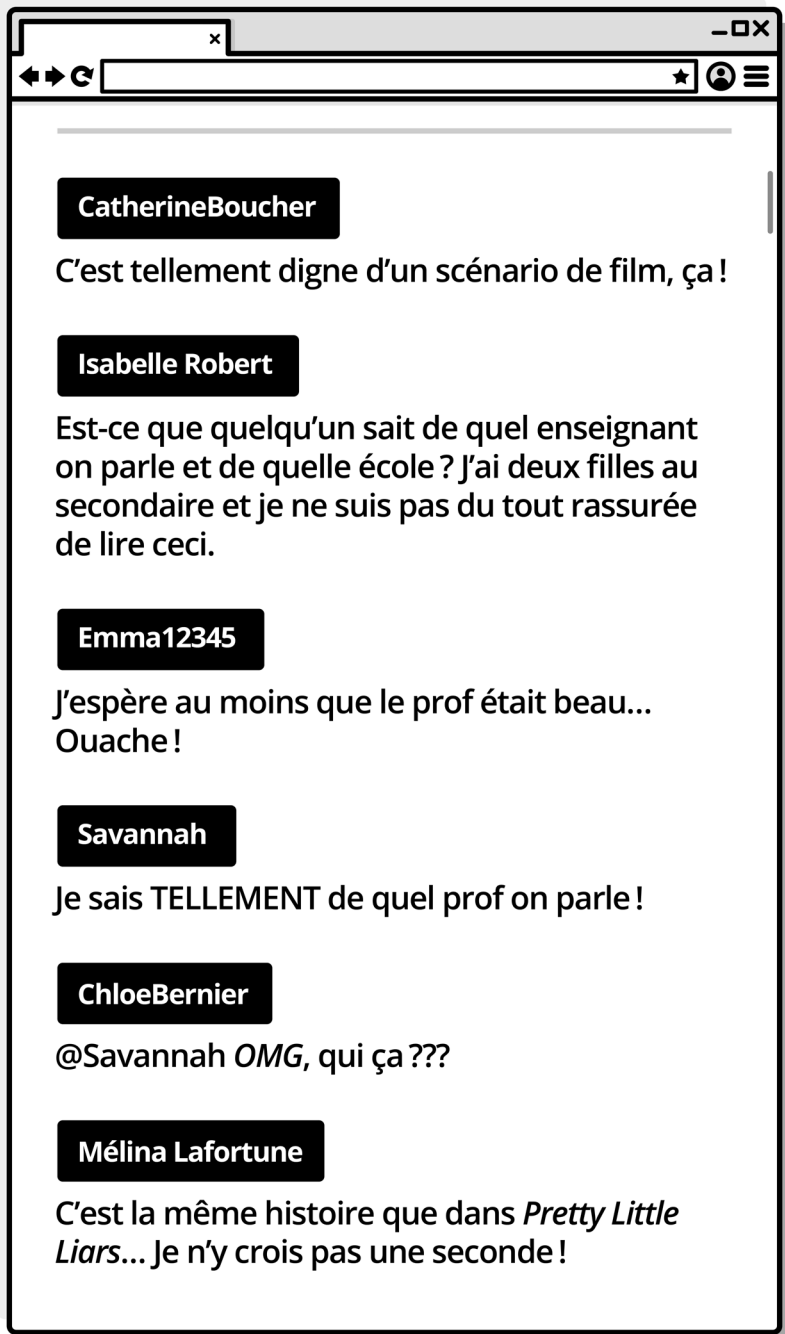 CatherineBoucher
C’est tellement digne d’un scénario de film, ça !
Isabelle Robert
Est-ce que quelqu’un sait de quel enseignant
on parle et de quelle école ? J’ai deux filles au
secondaire et je ne suis pas du tout rassurée
de lire ceci.
Emma12345
J’espère au moins que le prof était beau…
Ouache !
Savannah
Je sais TELLEMENT de quel prof on parle !
ChloeBernier
@Savannah OMG, qui ça ???
Mélina Lafortune
C’est la même histoire que dans Pretty Little
Liars… Je n’y crois pas une seconde !